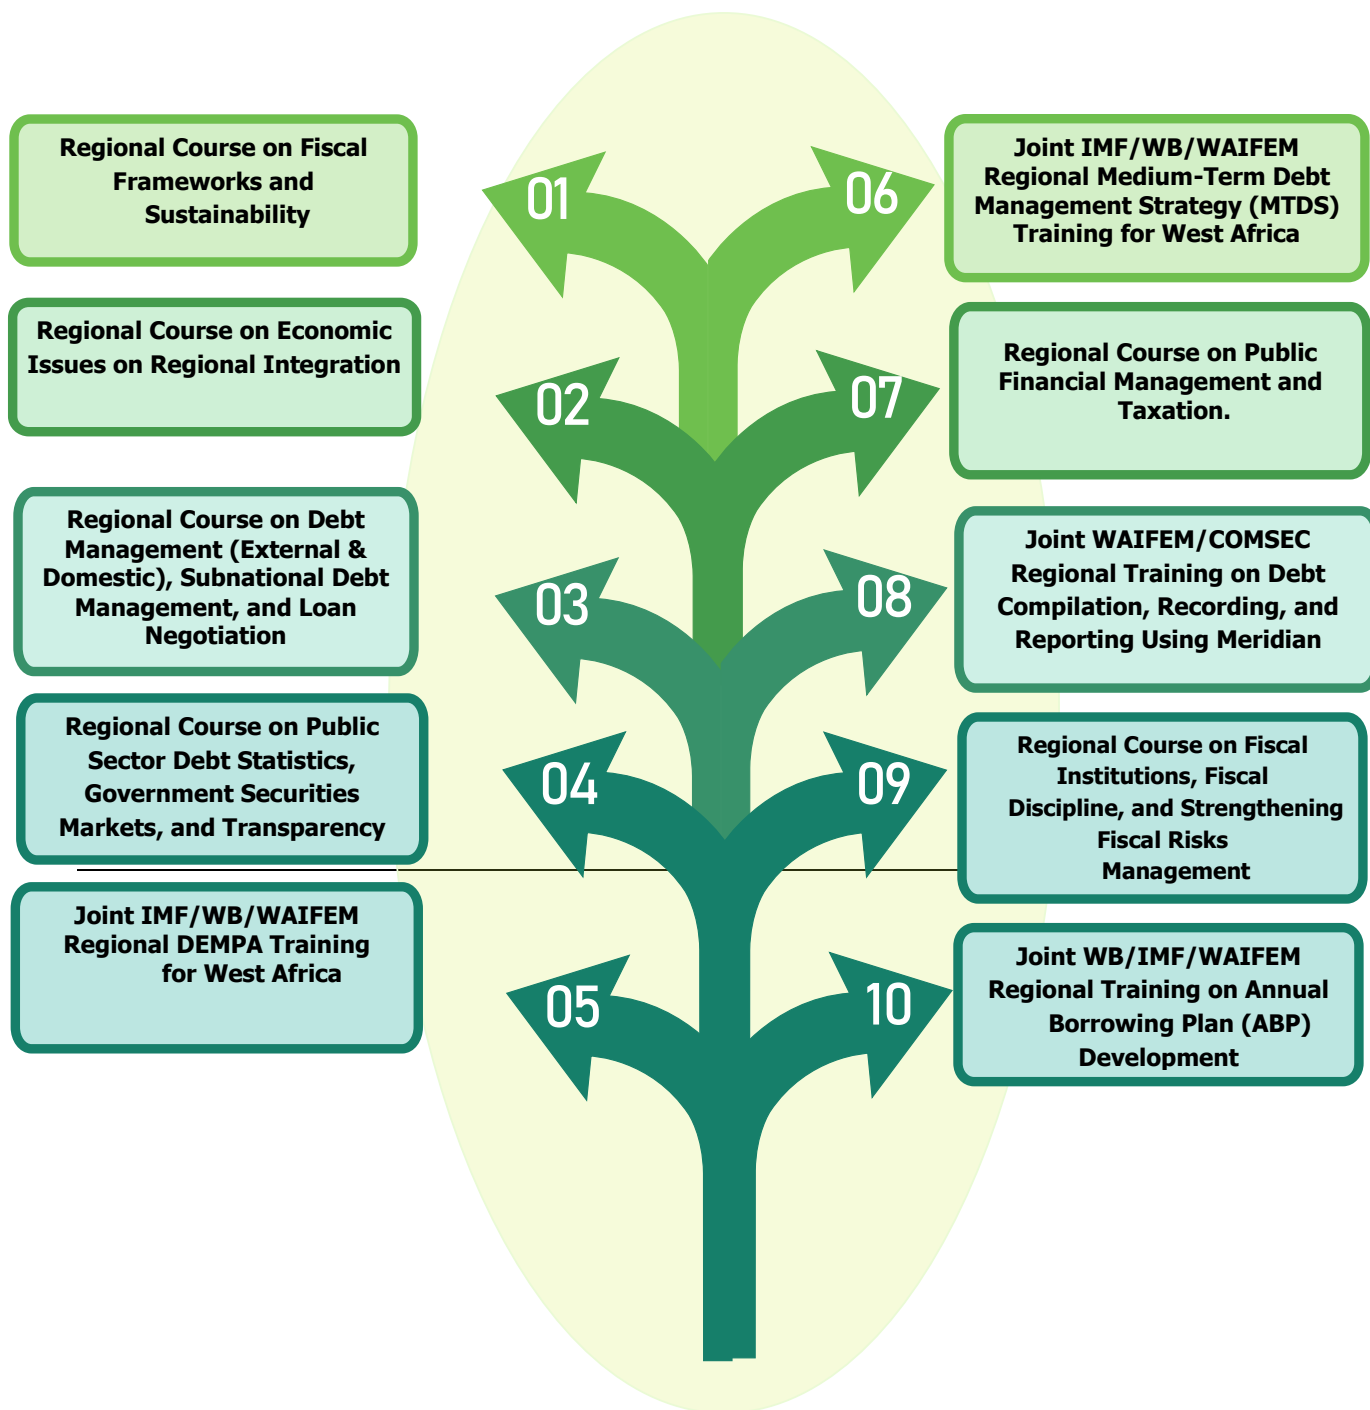 Regional Course on Fiscal
Frameworks and
Sustainability
01
Regional Course on Economic
Issues on Regional Integration
02
Regional Course on Debt
Management (External &
Domestic), Subnational Debt
Management, and Loan
Negotiation
03
Regional Course on Public
Sector Debt Statistics,
Government Securities
Markets, and Transparency
04
Joint IMF/WB/WAIFEM
Regional DEMPA Training
for West Africa
05
06
Joint IMF/WB/WAIFEM
Regional Medium-Term Debt
Management Strategy (MTDS)
Training for West Africa
07
Regional Course on Public
Financial Management and
Taxation.
08
Joint WAIFEM/COMSEC
Regional Training on Debt
Compilation, Recording, and
Reporting Using Meridian
09
Regional Course on Fiscal
Institutions, Fiscal
Discipline, and Strengthening
Fiscal Risks
Management
10
Joint WB/IMF/WAIFEM
Regional Training on Annual
Borrowing Plan (ABP)
Development